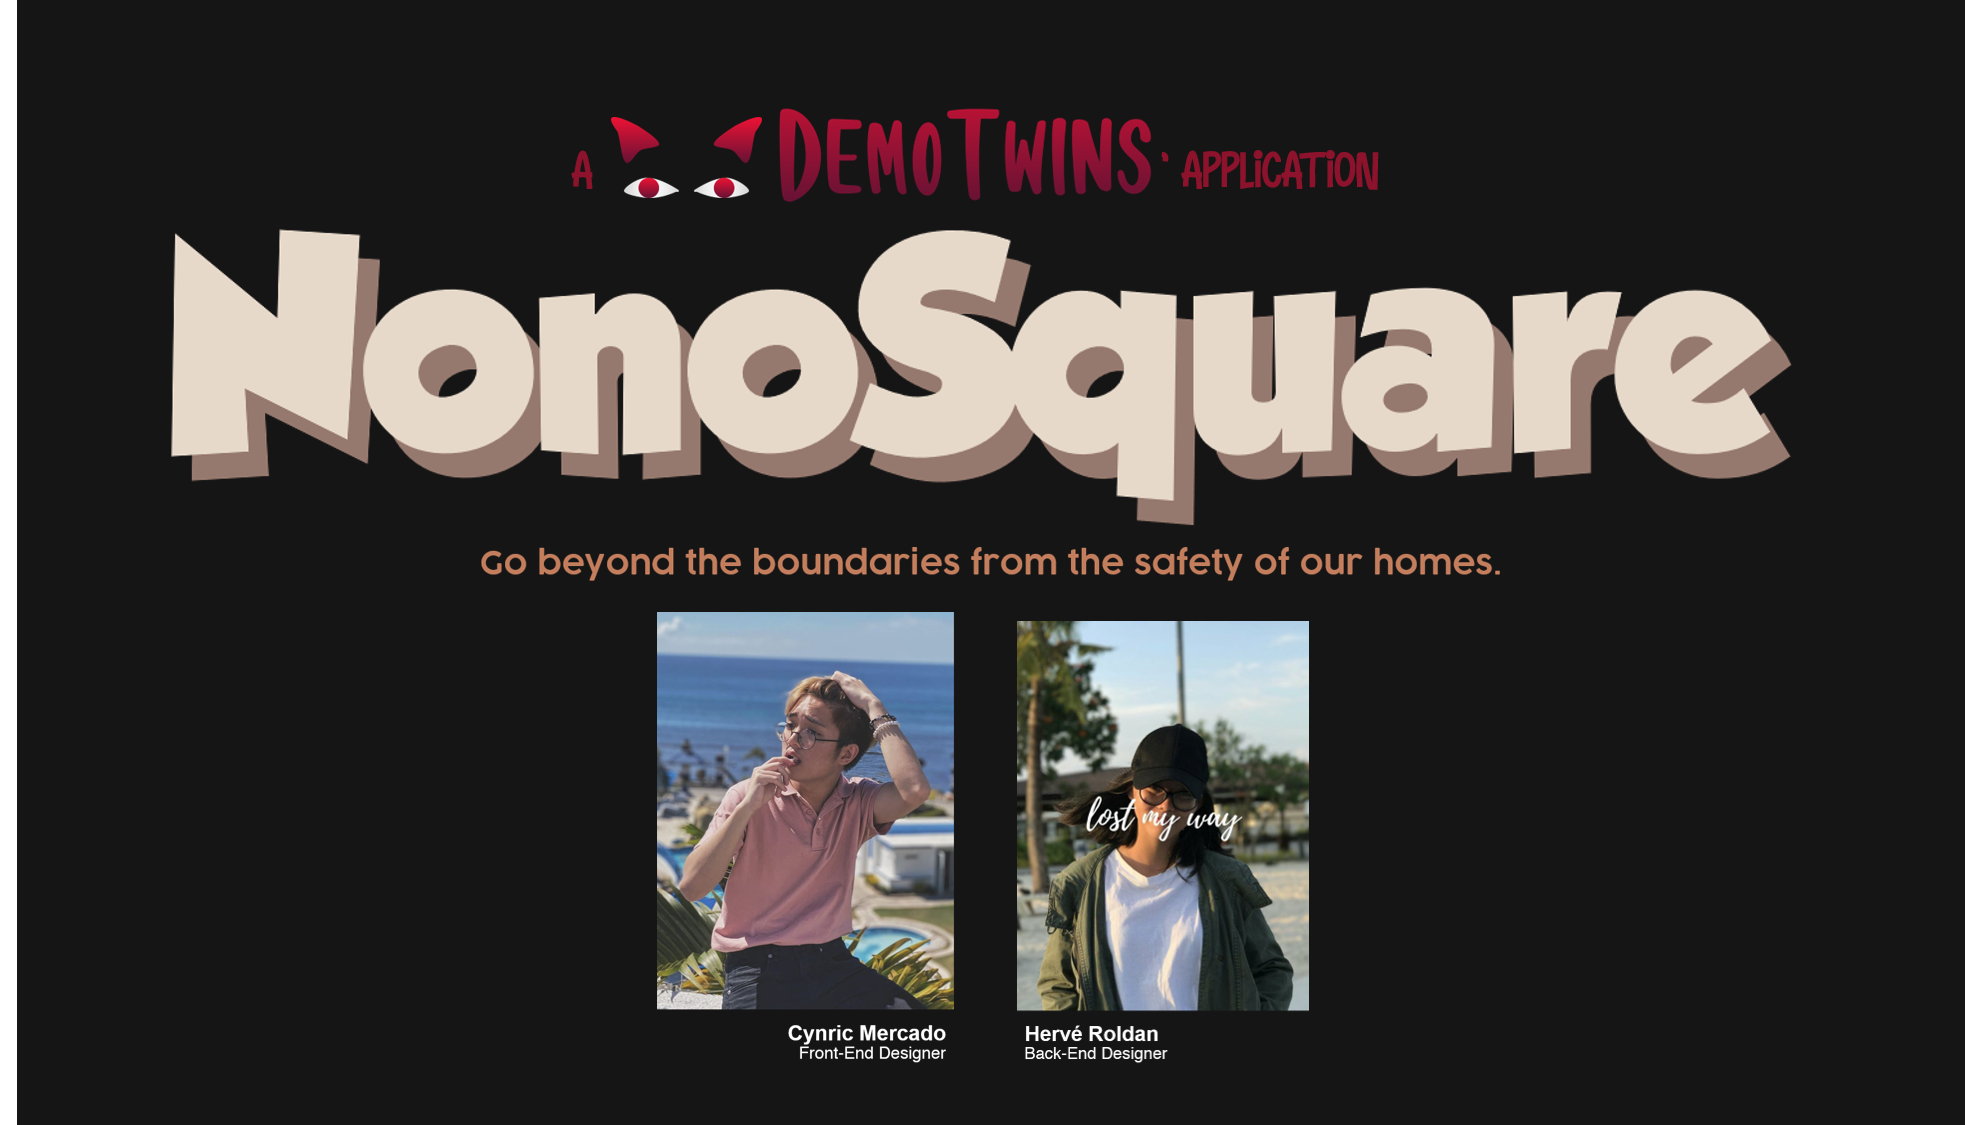 A DEMOTWINS' APPLICATION
NonoSquare
Go beyond the boundaries from the safety of our homes.
lost my way
Cynric Mercado
Front-End Designer
Hervé Roldan
Back-End Designer